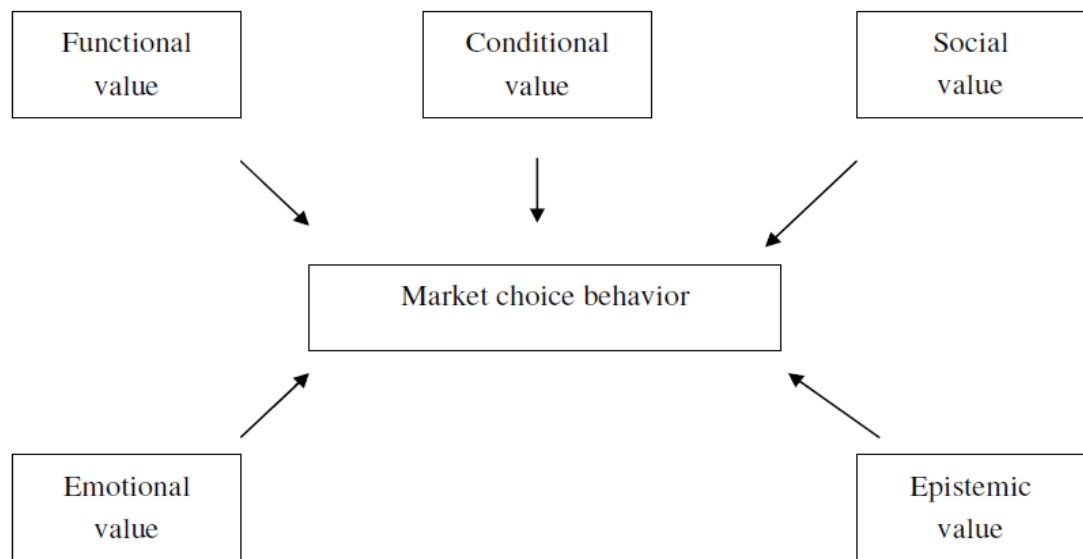 Functional
value
Conditional
value
Social
value
Market choice behavior
Emotional
value
Epistemic
value